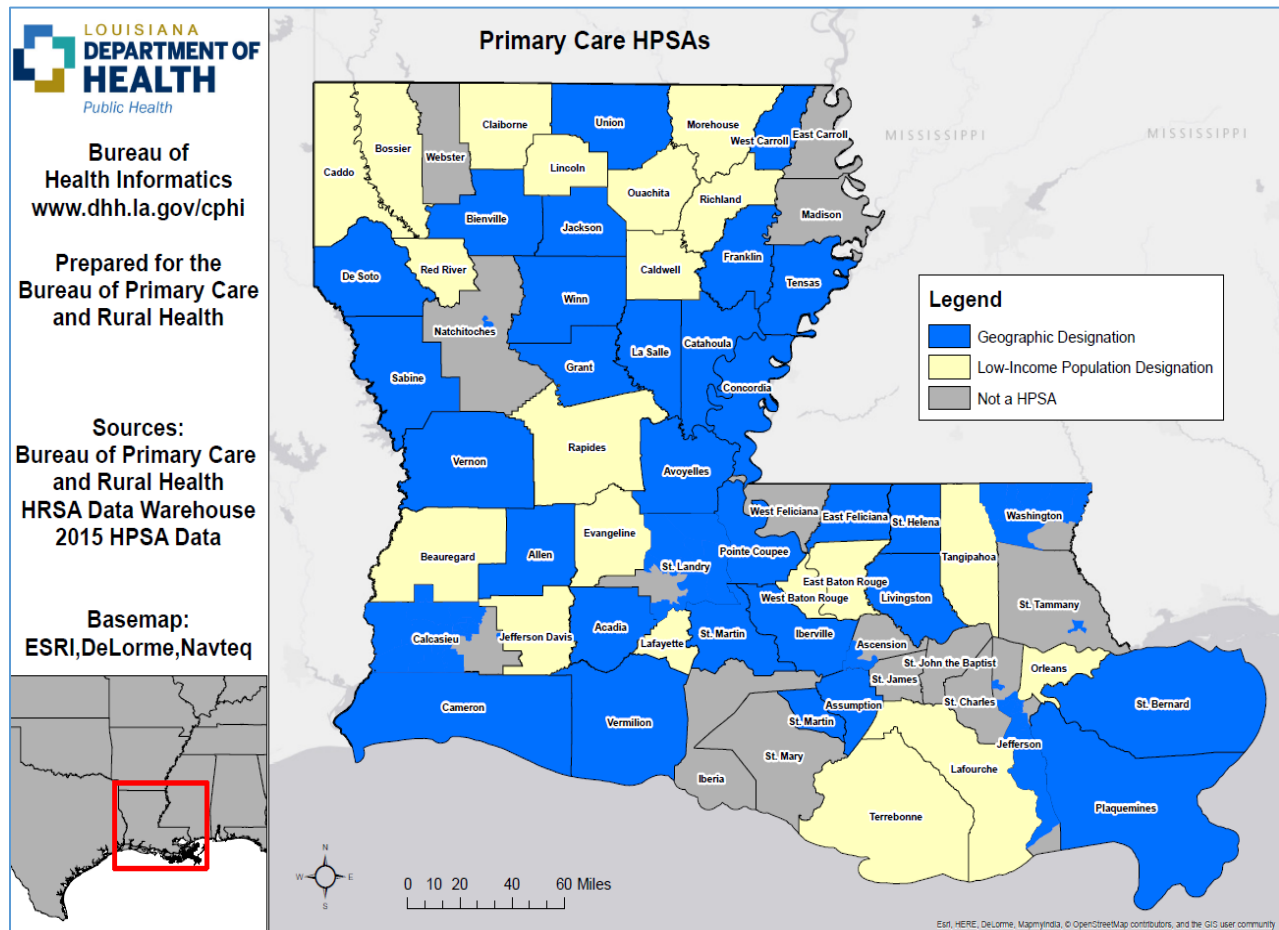 LOUISIANA
DEPARTMENT OF
HEALTH
Public Health
Bureau of
Health Informatics
www.dhh.la.gov/cphi
Prepared for the
Bureau of Primary Care
and Rural Health
Sources:
Bureau of Primary Care
and Rural Health
HRSA Data Warehouse
2015 HPSA Data
Basemap:
ESRI,DeLorme,Navteq
Primary Care HPSAs
MISSISSIPPI
MISSISSIPPI
Caddo
Bossier
Webster
Claiborne
Lincoln
Union
Morehouse
West Carroll
East Carroll
Ouachita
Richland
Madison
Bienville
Jackson
De Soto
Red River
Caldwell
Franklin
Tensas
Winn
Natchitoches
Sabine
Grant
La Salle
Catahoula
Concordia
Vernon
Rapides
Avoyelles
Beauregard
Allen
Evangeline
St. Landry
Pointe Coupee
West Feliciana
East Feliciana
St. Helena
Tangipahoa
Washington
East Baton Rouge
West Baton Rouge
Livingston
St. Tammany
Calcasieu
Jefferson Davis
Acadia
Lafayette
St. Martin
Iberville
Ascension
St. John the Baptist
St. James
St. Charles
Orleans
St. Bernard
Cameron
Vermilion
Iberia
St. Mary
St. Martin
Assumption
Terrebonne
Lafourche
Jefferson
Plaquemines
Legend
Geographic Designation
Low-Income Population Designation
Not a HPSA
N
W E
S
0 10 20 40 60 Miles
Esri, HERE, DeLorme, MapmyIndia, © OpenStreetMap contributors, and the GIS user community